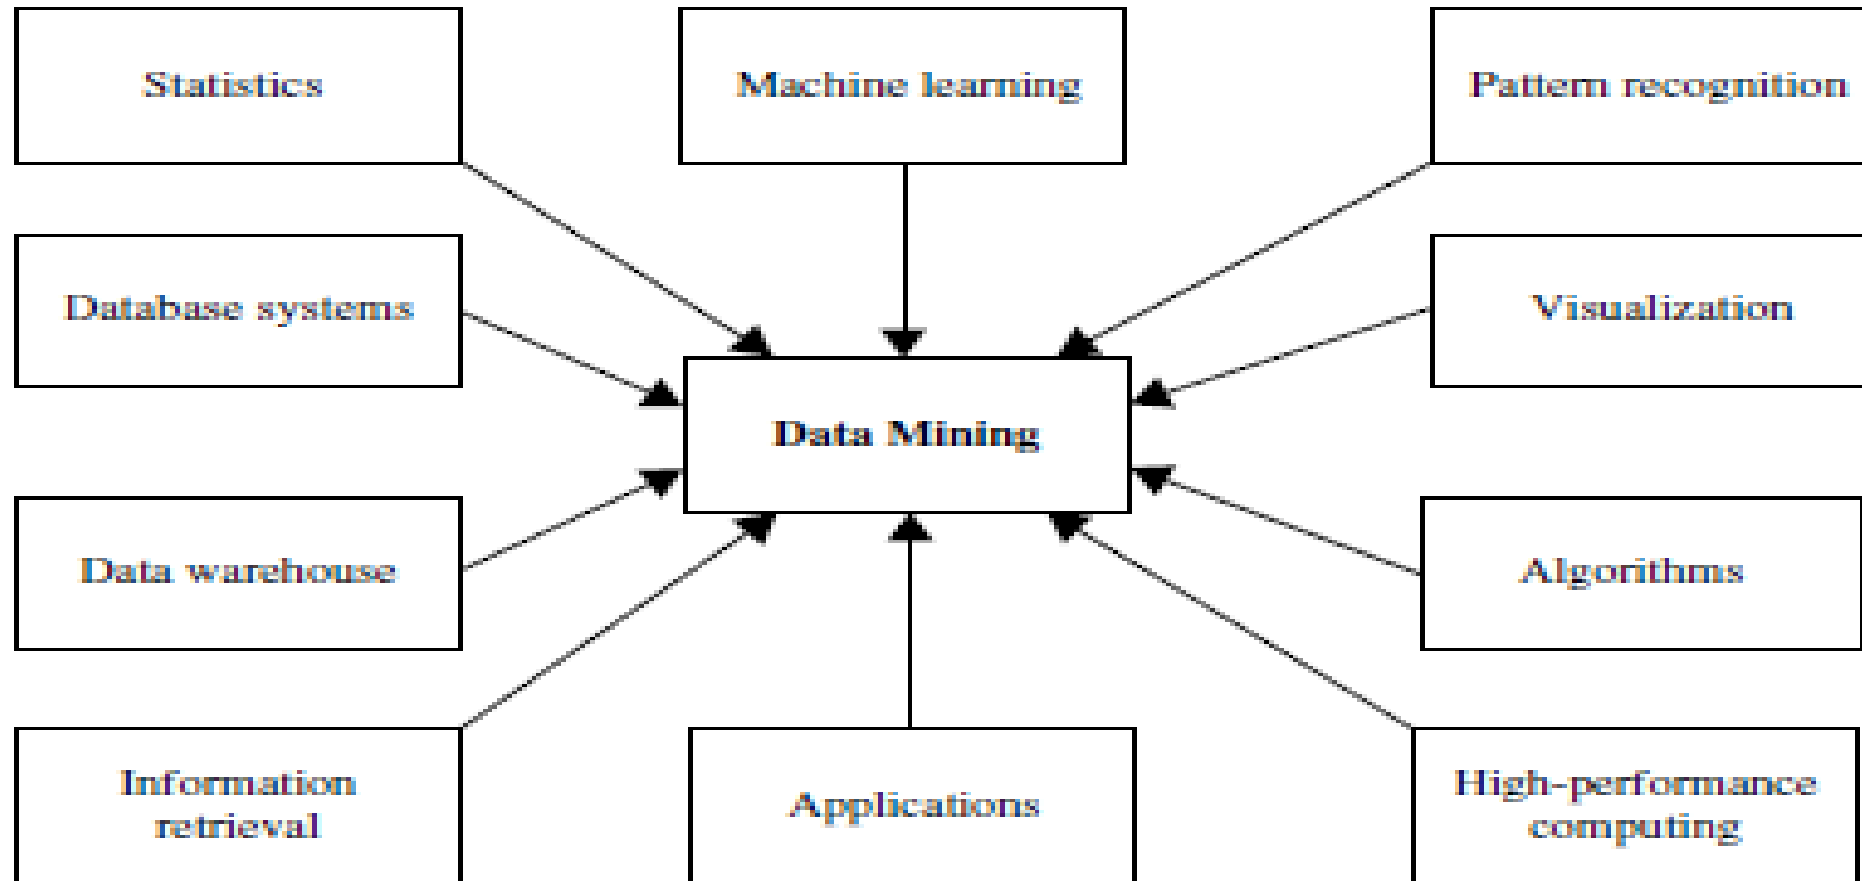 Statistics
Machine learning
Pattern recognition
Database systems
Visualization
Data Mining
Data warehouse
Algorithms
Information
retrieval
Applications
High-performance
computing